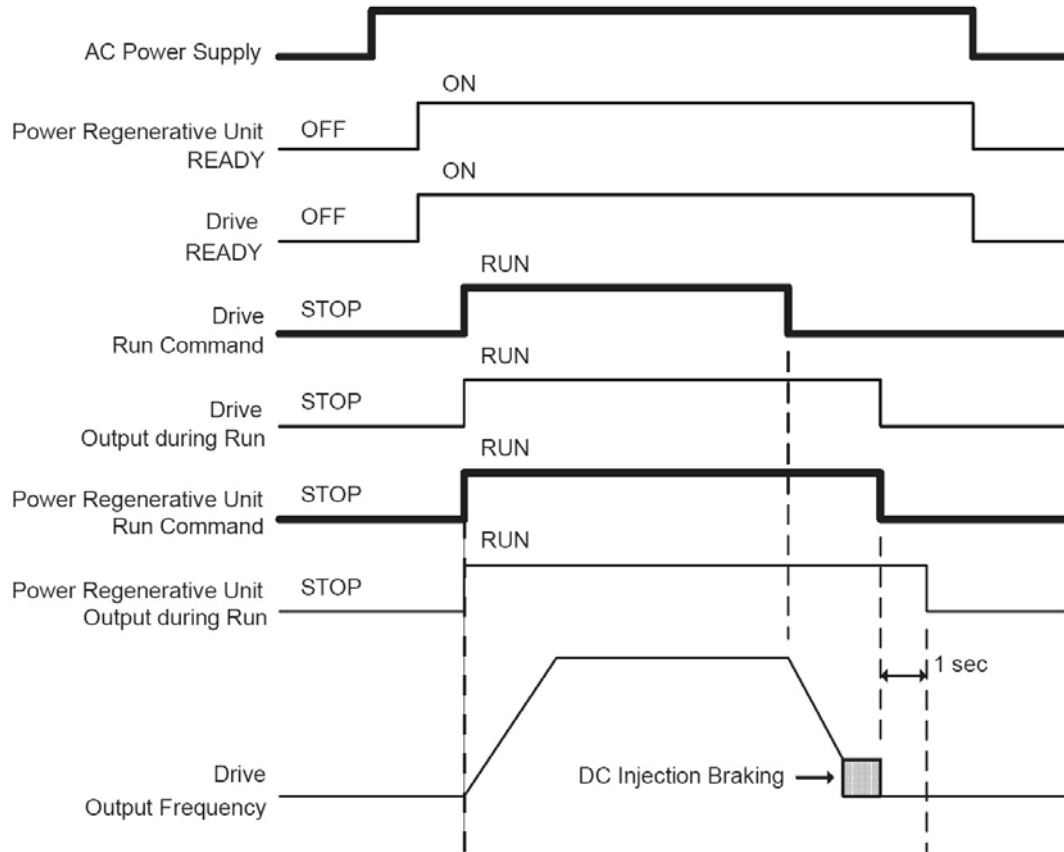 AC Power Supply
ON
Power Regenerative Unit
READY
OFF
ON
Drive
READY
OFF
RUN
Drive
Run Command
STOP
RUN
Drive
Output during Run
STOP
RUN
Power Regenerative Unit
Run Command
STOP
RUN
Power Regenerative Unit
Output during Run
STOP
1 sec
Drive
Output Frequency
DC Injection Braking